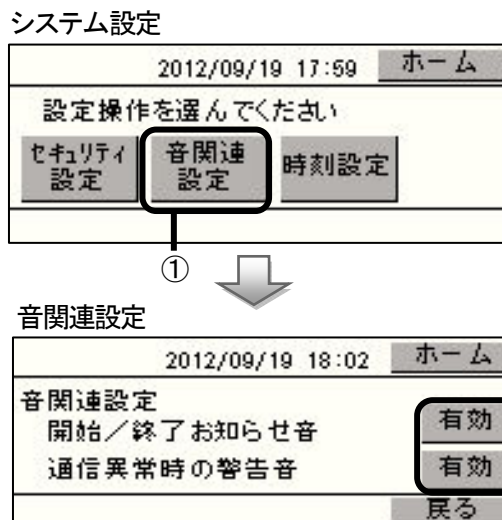 システム設定
2012/09/19 17:59 ホーム
設定操作を選んでください
セキュリティ設定 音関連設定 時刻設定
①
音関連設定
2012/09/19 18:02 ホーム
音関連設定
開始/終了お知らせ音 有効
通信異常時の警告音 有効
戻る